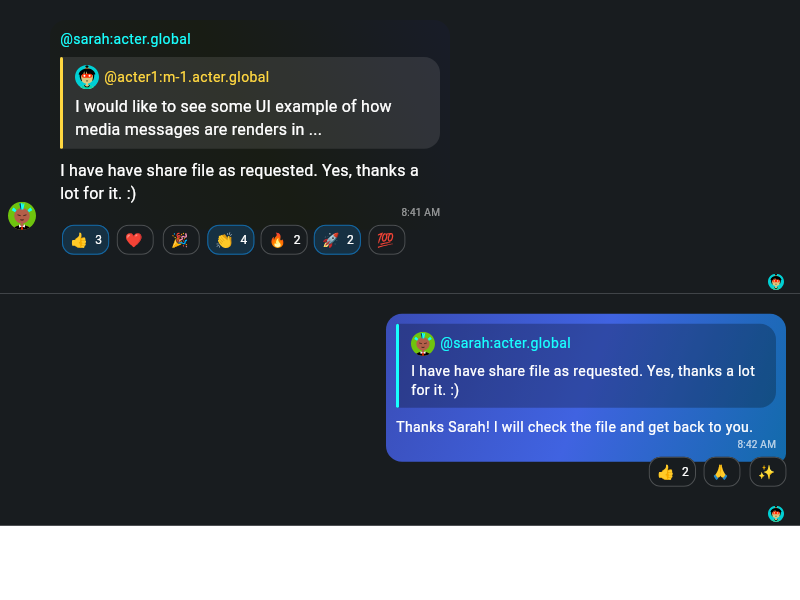 @sarah:acter.global
@acter1:m-1.acter.global
I would like to see some UI example of how
media messages are renders in ...
I have have share file as requested. Yes, thanks a
lot for it. :)
8:41 AM
👍 3 ❤️ 🎉 👏 4 🔥 2 🚀 2 💯
@sarah:acter.global
I have have share file as requested. Yes, thanks a lot
for it. :)
Thanks Sarah! I will check the file and get back to you.
8:42 AM
👍 2 🙏 ✨